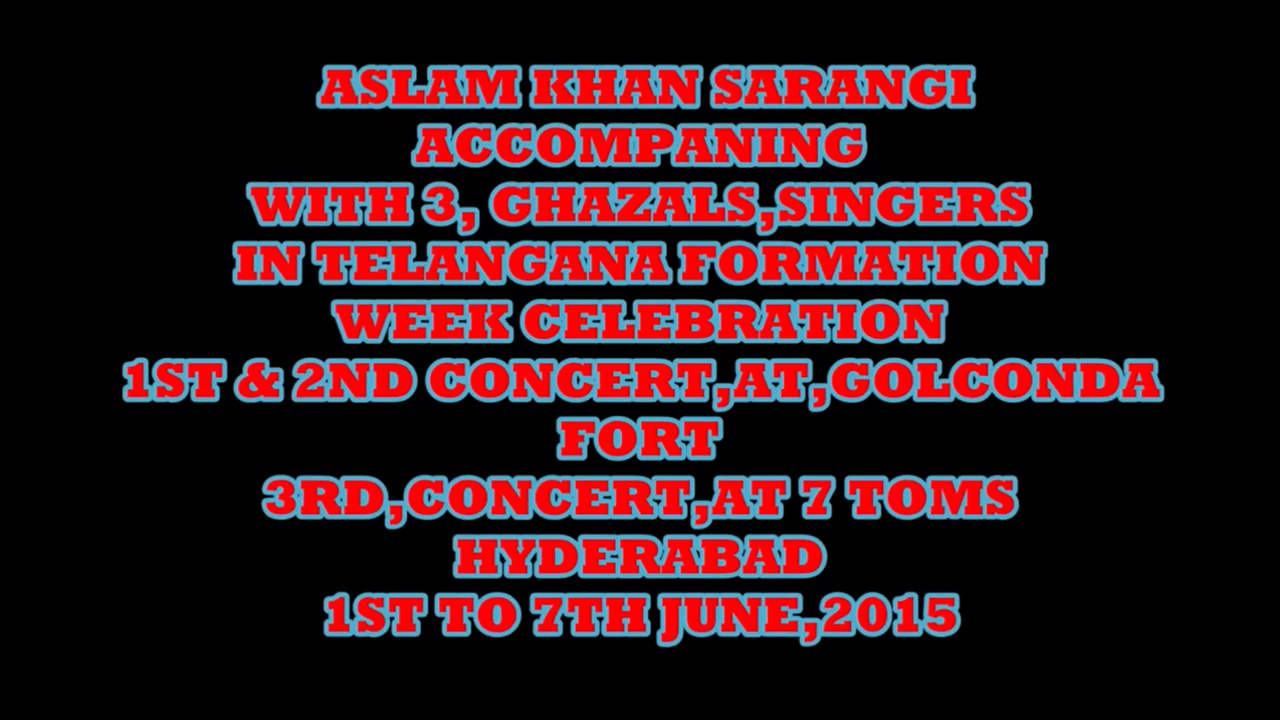 ASLAM KHAN SARANGI
ACCOMPANING
WITH 3, GHAZALS,SINGERS
IN TELANGANA FORMATION
WEEK CELEBRATION
1ST & 2ND CONCERT,AT,GOLCONDA
FORT
3RD,CONCERT,AT 7 TOMS
HYDERABAD
1ST TO 7TH JUNE,2015